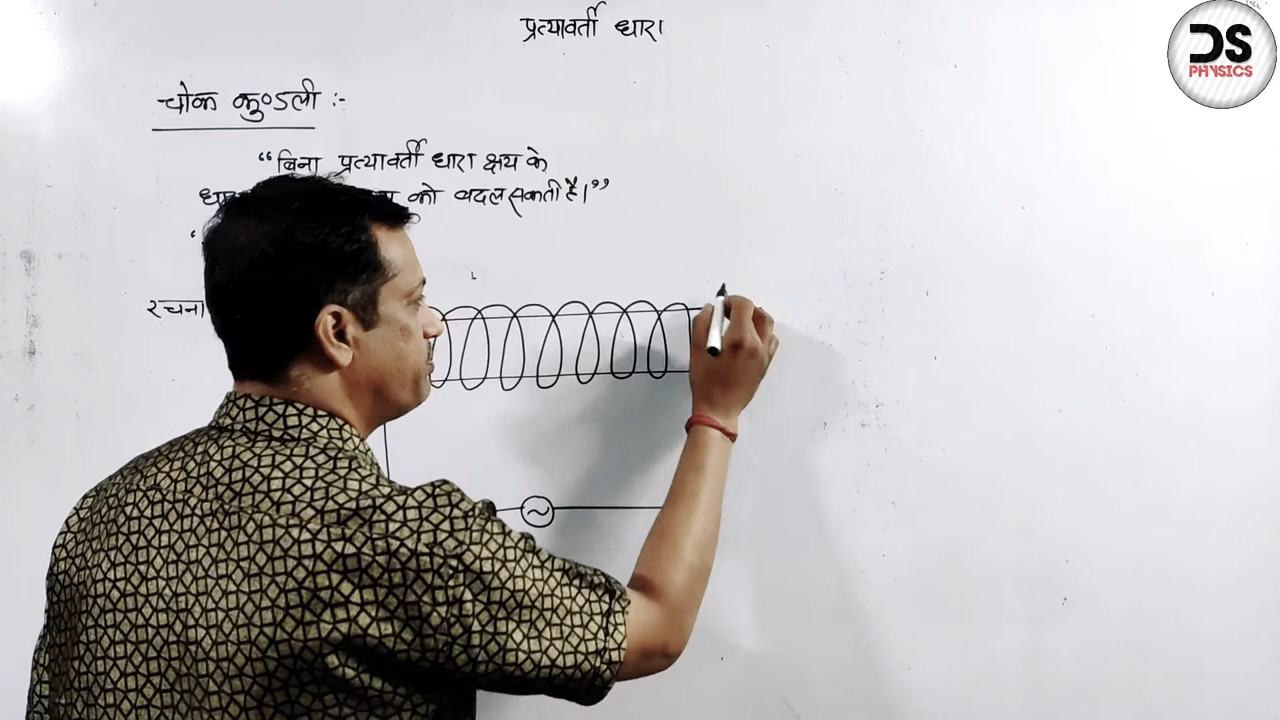 प्रत्यावर्ती धारा
DS
PHYSICS
चोक कुण्डली :-
“बिना प्रत्यावर्ती धारा क्षय के
को बदल सकती है।”
रचना
L
~